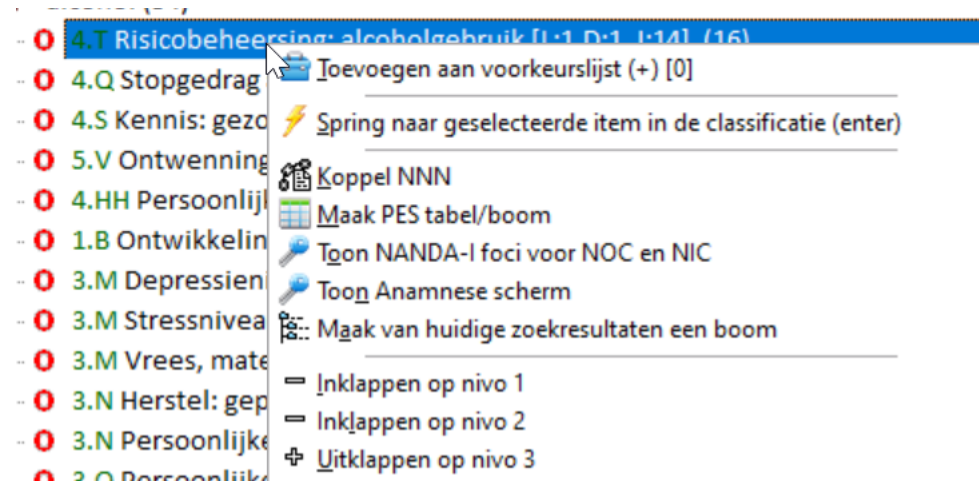 4.T Risicobeheersing: alcoholgebruik [L:1 D:1 I:14] (16)
Toevoegen aan voorkeurslijst (+) [0]
4.Q Stopgedrag
4.S Kennis: gezo
Spring naar geselecteerde item in de classificatie (enter)
5.V Ontwenning
Koppel NNN
4.HH Persoonlijk
Maak PES tabel/boom
1.B Ontwikkelin
Toon NANDA-I foci voor NOC en NIC
3.M Depressieni
Toon Anamnese scherm
3.M Stressnivea
Maak van huidige zoekresultaten een boom
3.M Vrees, mate
3.N Herstel: gep
Inklappen op nivo 1
Inklappen op nivo 2
3.N Persoonlijke
Uitklappen op nivo 3